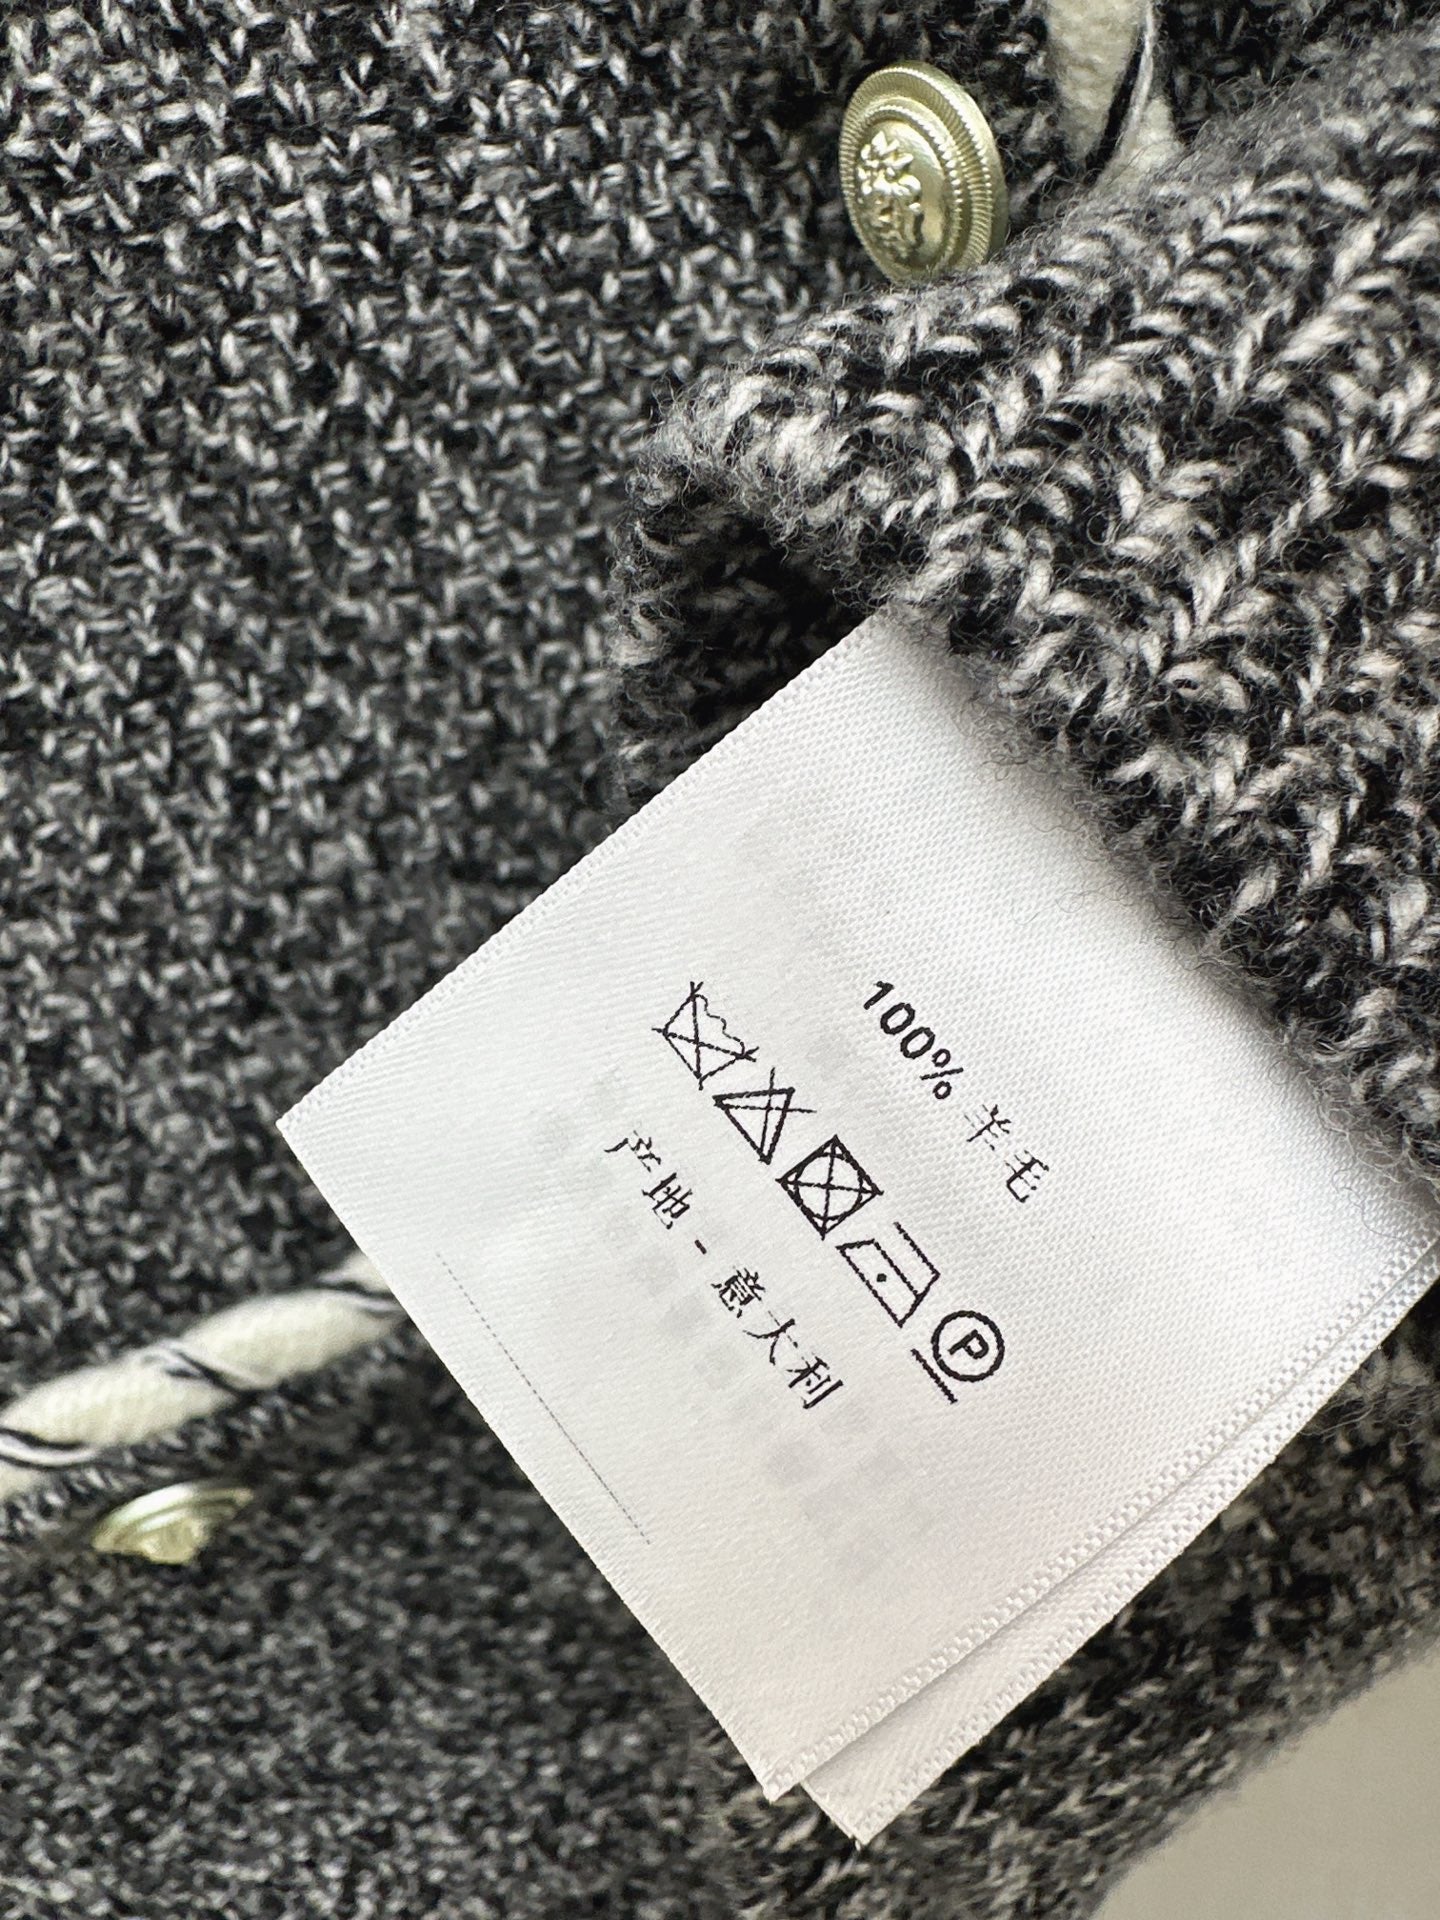 100% 羊毛
P
产地 - 意大利